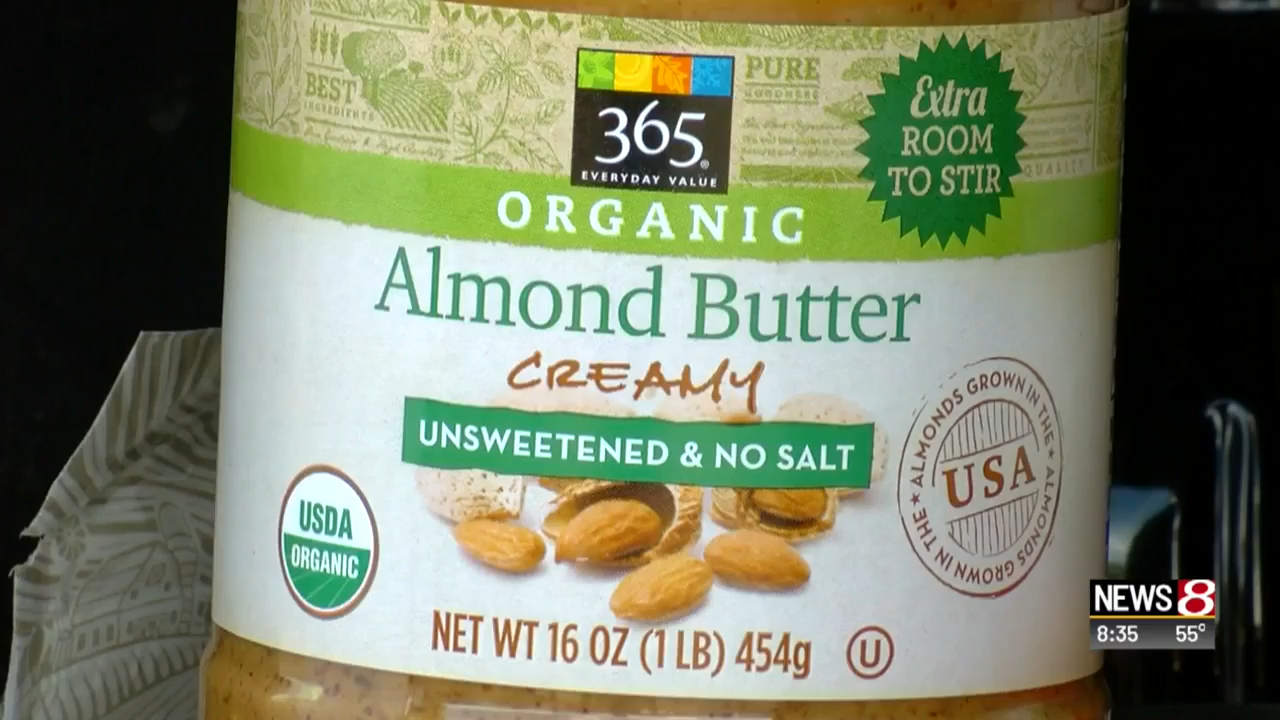 BEST
INGREDIENTS
PURE
365
EVERYDAY VALUE
Extra
ROOM
TO STIR
QUALITY
ORGANIC
Almond Butter
CREAMY
UNSWEETENED & NO SALT
★ ALMONDS GROWN IN THE ★ ALMONDS GROWN IN THE
USA
USDA
ORGANIC
NET WT 16 OZ (1 LB) 454g
U
NEWS 8
8:35 55°